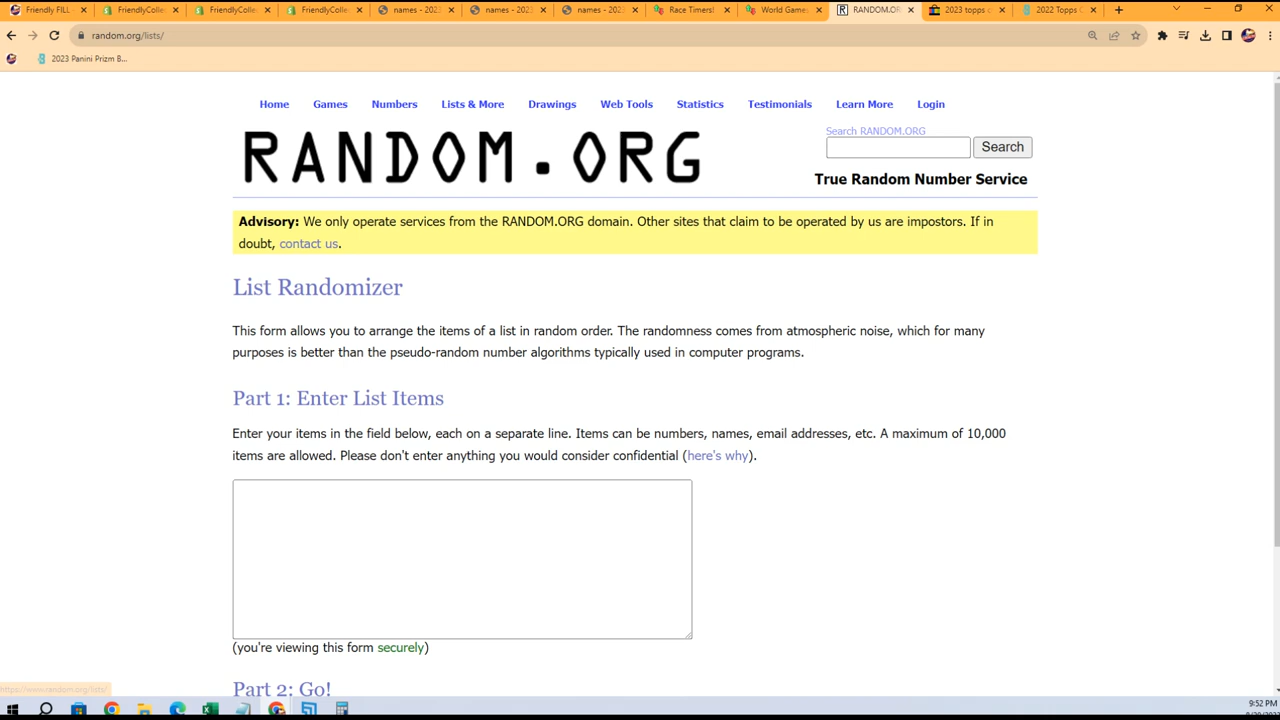 Friendly FILL
FriendlyColle
FriendlyColle
FriendlyColle
names - 202
names - 202
names - 202
Race Timers!
World Games
RANDOM.OR
2023 topps c
2022 Topps C
random.org/lists/
2023 Panini Prizm B...
Home Games Numbers Lists & More Drawings Web Tools Statistics Testimonials Learn More Login
RANDOM.ORG
Search RANDOM.ORG
Search
True Random Number Service
Advisory: We only operate services from the RANDOM.ORG domain. Other sites that claim to be operated by us are impostors. If in
doubt, contact us.
List Randomizer
This form allows you to arrange the items of a list in random order. The randomness comes from atmospheric noise, which for many
purposes is better than the pseudo-random number algorithms typically used in computer programs.
Part 1: Enter List Items
Enter your items in the field below, each on a separate line. Items can be numbers, names, email addresses, etc. A maximum of 10,000
items are allowed. Please don't enter anything you would consider confidential (here's why).
(you're viewing this form securely)
Part 2: Go!
https://www.random.org/lists/
9:52 PM